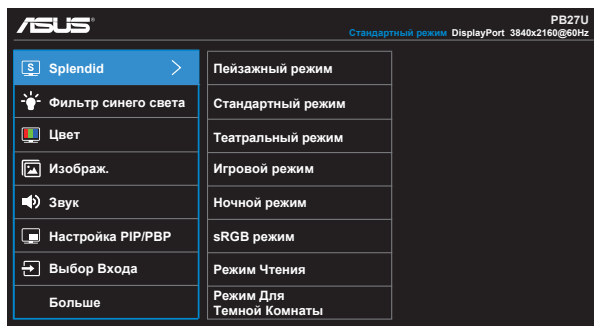 ASUS
PB27U
Стандартный режим DisplayPort 3840x2160@60Hz
S Splendid
Фильтр синего света
Цвет
Изображ.
Звук
Настройка PIP/PBP
Выбор Входа
Больше
Пейзажный режим
Стандартный режим
Театральный режим
Игровой режим
Ночной режим
sRGB режим
Режим Чтения
Режим Для
Темной Комнаты